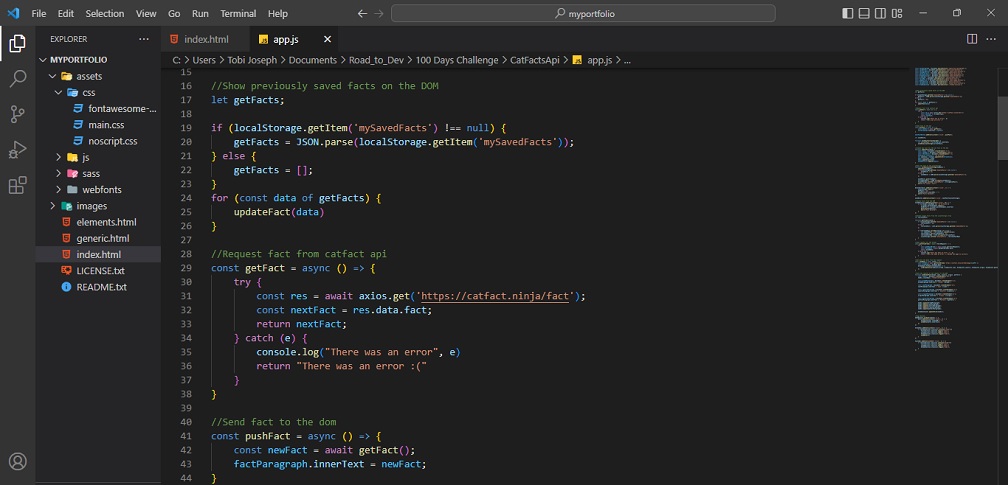 File Edit Selection View Go Run Terminal Help
myportfolio
EXPLORER
MYPORTFOLIO
assets
css
fontawesome-...
main.css
noscript.css
js
sass
webfonts
images
elements.html
generic.html
index.html
LICENSE.txt
README.txt
index.html
JS app.js
C: > Users > Tobi Joseph > Documents > Road_to_Dev > 100 Days Challenge > CatFactsApi > JS app.js > ...
15
16 //Show previously saved facts on the DOM
17 let getFacts;
18
19 if (localStorage.getItem('mySavedFacts') !== null) {
20 getFacts = JSON.parse(localStorage.getItem('mySavedFacts'));
21 } else {
22 getFacts = [];
23 }
24 for (const data of getFacts) {
25 updateFact(data)
26 }
27
28 //Request fact from catfact api
29 const getFact = async () => {
30 try {
31 const res = await axios.get('https://catfact.ninja/fact');
32 const nextFact = res.data.fact;
33 return nextFact;
34 } catch (e) {
35 console.log("There was an error", e)
36 return "There was an error :("
37 }
38 }
39
40 //Send fact to the dom
41 const pushFact = async () => {
42 const newFact = await getFact();
43 factParagraph.innerText = newFact;
44 }